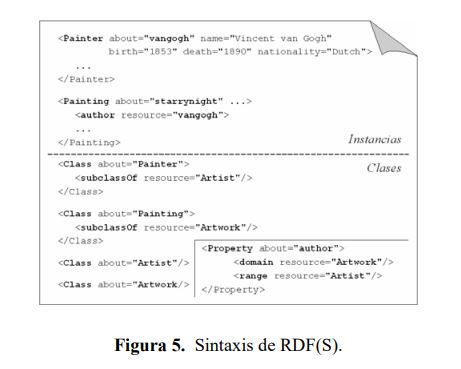 <Painter about="vangogh" name="Vincent van Gogh"
birth="1853" death="1890" nationality="Dutch">
...
</Painter>
<Painting about="starrynight" ...>
<author resource="vangogh">
...
</Painting>
Instancias
Clases
<Class about="Painter">
<subclassOf resource="Artist"/>
</Class>
<Class about="Painting">
<subclassOf resource="Artwork"/>
</Class>
<Class about="Artist"/>
<Class about="Artwork/>
<Property about="author">
<domain resource="Artwork"/>
<range resource="Artist"/>
</Property>
Figura 5. Sintaxis de RDF(S).